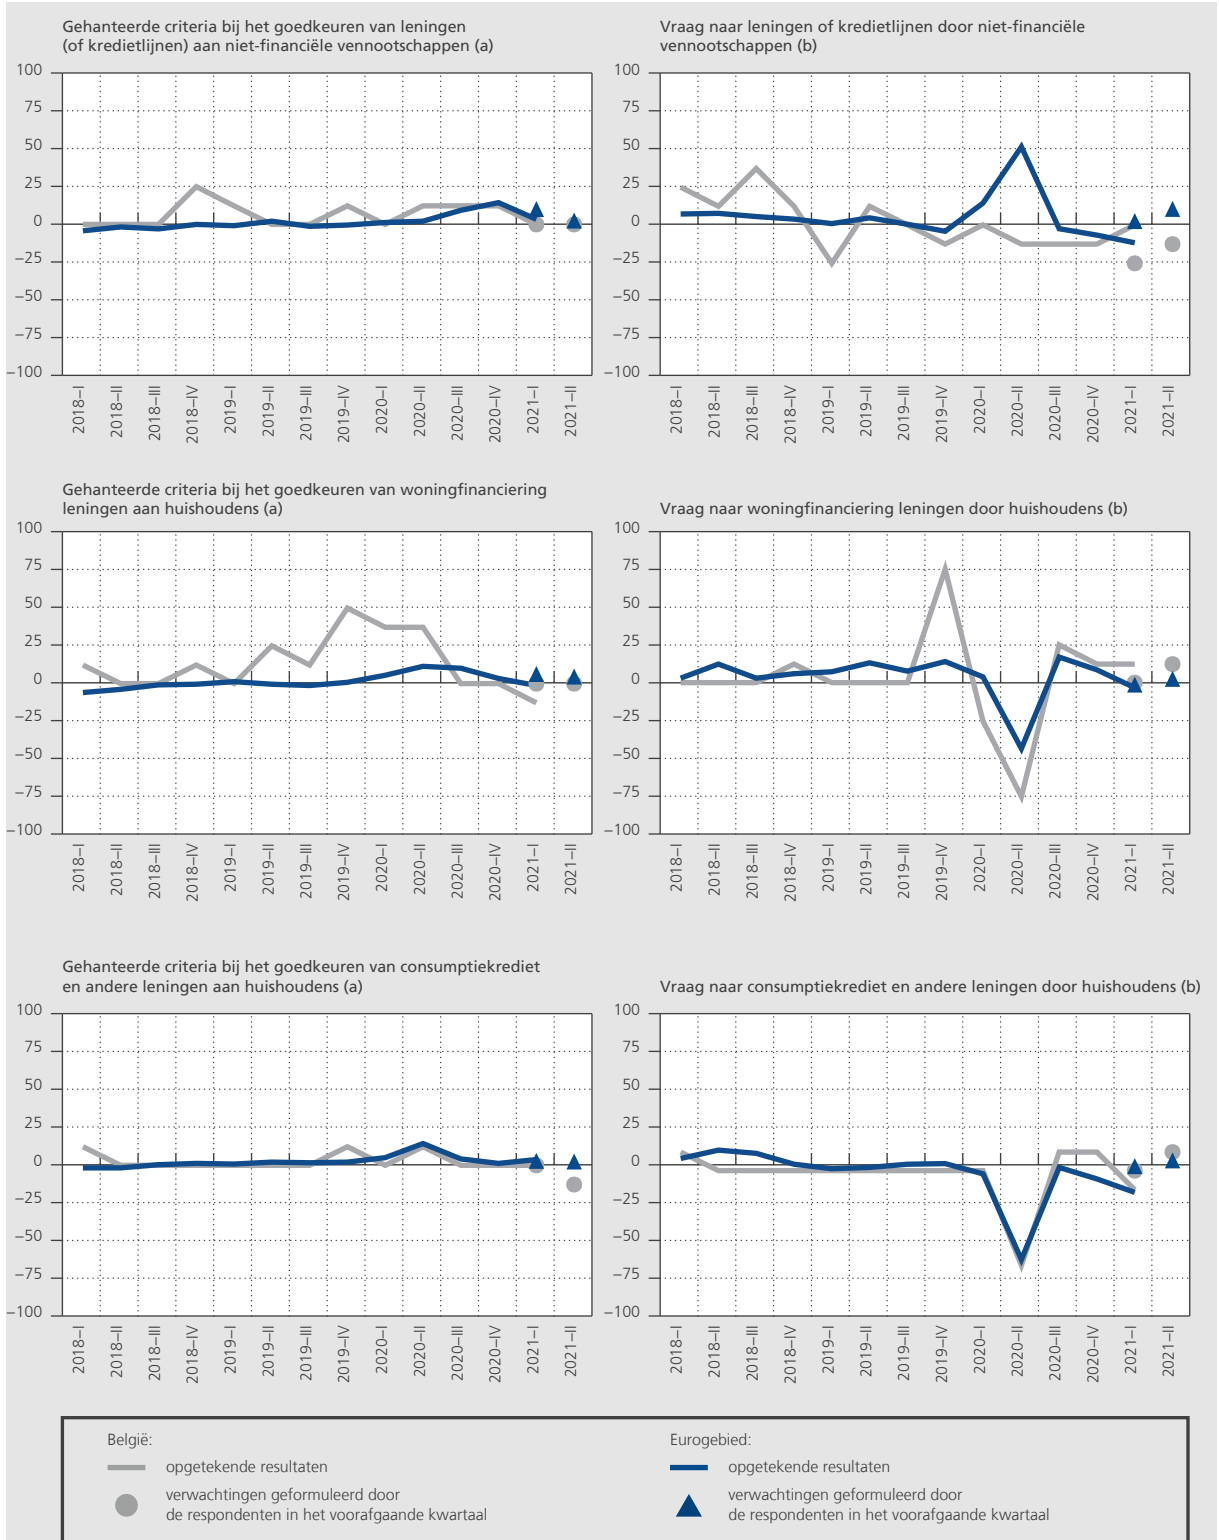 Gehanteerde criteria bij het goedkeuren van leningen
(of kredietlijnen) aan niet-financiële vennootschappen (a)
100
75
50
25
0
−25
−50
−75
−100
2018–I
2018–II
2018–III
2018–IV
2019–I
2019–II
2019–III
2019–IV
2020–I
2020–II
2020–III
2020–IV
2021–I
2021–II
Vraag naar leningen of kredietlijnen door niet-financiële
vennootschappen (b)
100
75
50
25
0
−25
−50
−75
−100
2018–I
2018–II
2018–III
2018–IV
2019–I
2019–II
2019–III
2019–IV
2020–I
2020–II
2020–III
2020–IV
2021–I
2021–II
Gehanteerde criteria bij het goedkeuren van woningfinanciering
leningen aan huishoudens (a)
100
75
50
25
0
−25
−50
−75
−100
2018–I
2018–II
2018–III
2018–IV
2019–I
2019–II
2019–III
2019–IV
2020–I
2020–II
2020–III
2020–IV
2021–I
2021–II
Vraag naar woningfinanciering leningen door huishoudens (b)
100
75
50
25
0
−25
−50
−75
−100
2018–I
2018–II
2018–III
2018–IV
2019–I
2019–II
2019–III
2019–IV
2020–I
2020–II
2020–III
2020–IV
2021–I
2021–II
Gehanteerde criteria bij het goedkeuren van consumptiekrediet
en andere leningen aan huishoudens (a)
100
75
50
25
0
−25
−50
−75
−100
2018–I
2018–II
2018–III
2018–IV
2019–I
2019–II
2019–III
2019–IV
2020–I
2020–II
2020–III
2020–IV
2021–I
2021–II
Vraag naar consumptiekrediet en andere leningen door huishoudens (b)
100
75
50
25
0
−25
−50
−75
−100
2018–I
2018–II
2018–III
2018–IV
2019–I
2019–II
2019–III
2019–IV
2020–I
2020–II
2020–III
2020–IV
2021–I
2021–II
België:
opgetekende resultaten
verwachtingen geformuleerd door
de respondenten in het voorafgaande kwartaal
Eurogebied:
opgetekende resultaten
verwachtingen geformuleerd door
de respondenten in het voorafgaande kwartaal